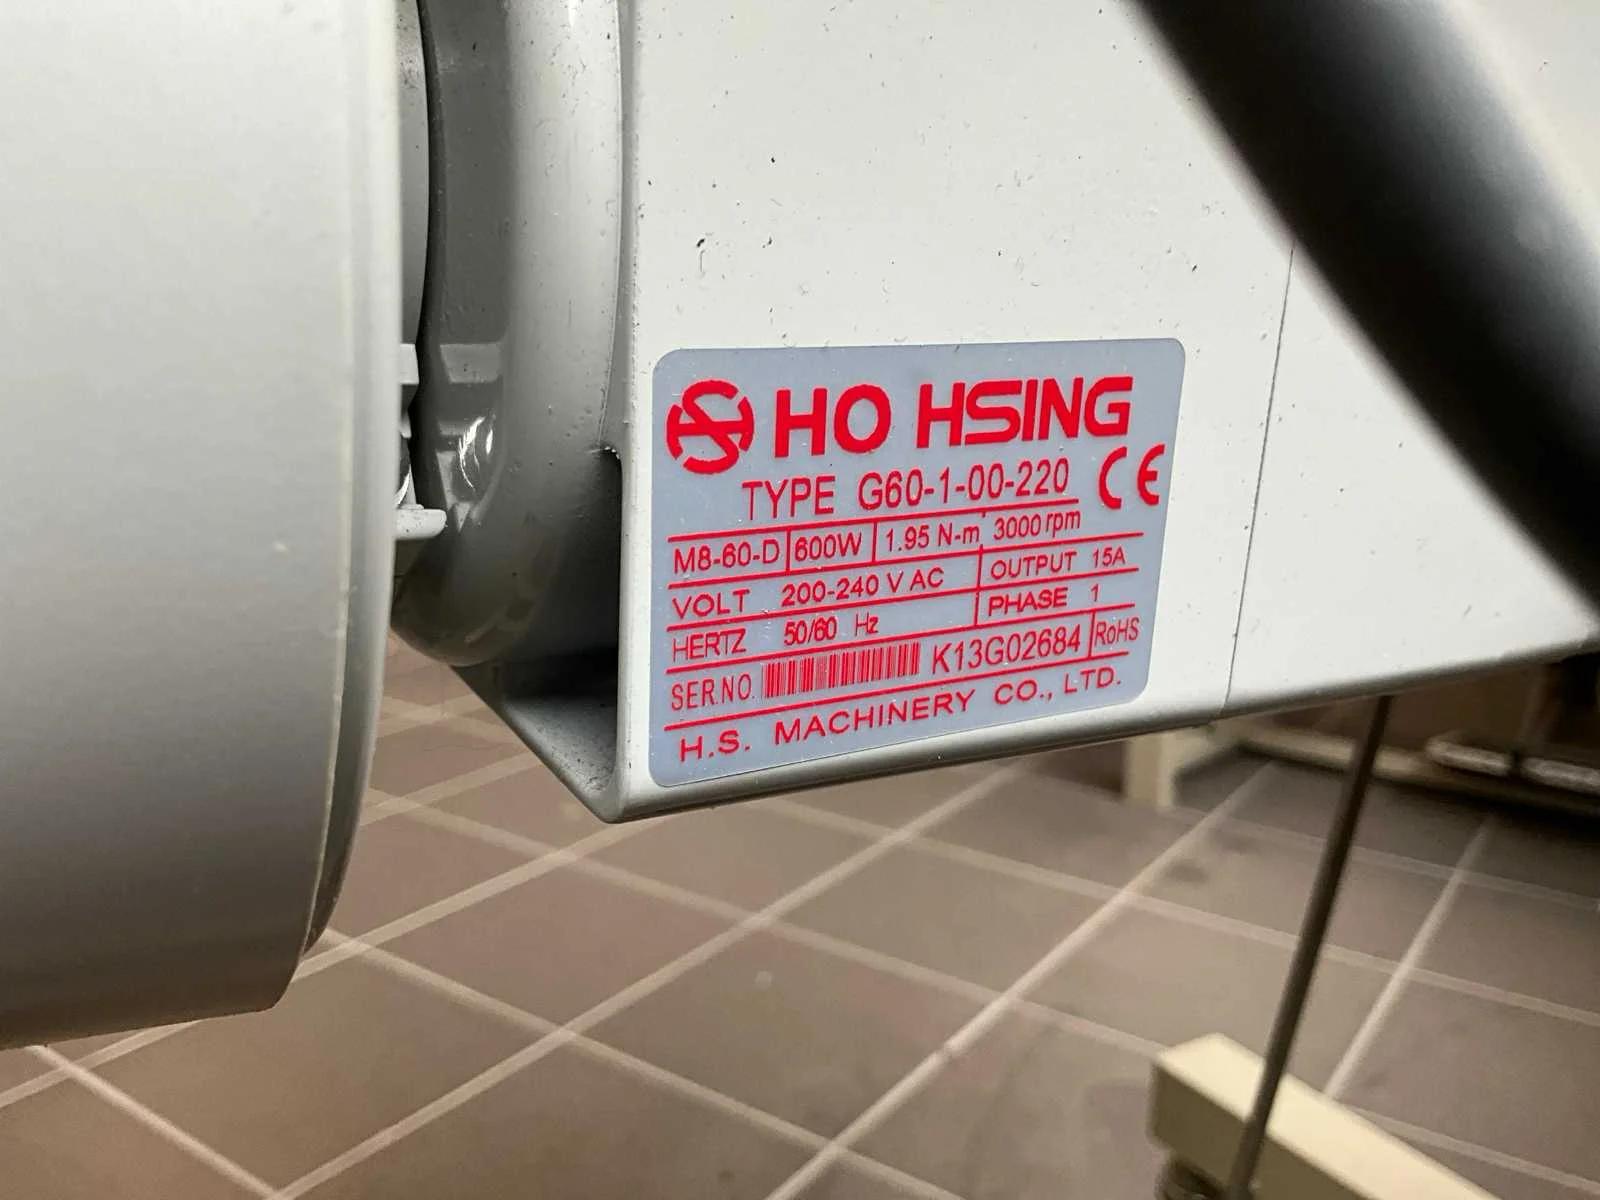 HO HSING
TYPE G60-1-00-220 CE
M8-60-D 600W 1.95 N-m 3000 rpm
VOLT 200-240 V AC OUTPUT 15A
HERTZ 50/60 Hz PHASE 1
SER.NO. K13G02684 RoHS
H.S. MACHINERY CO., LTD.